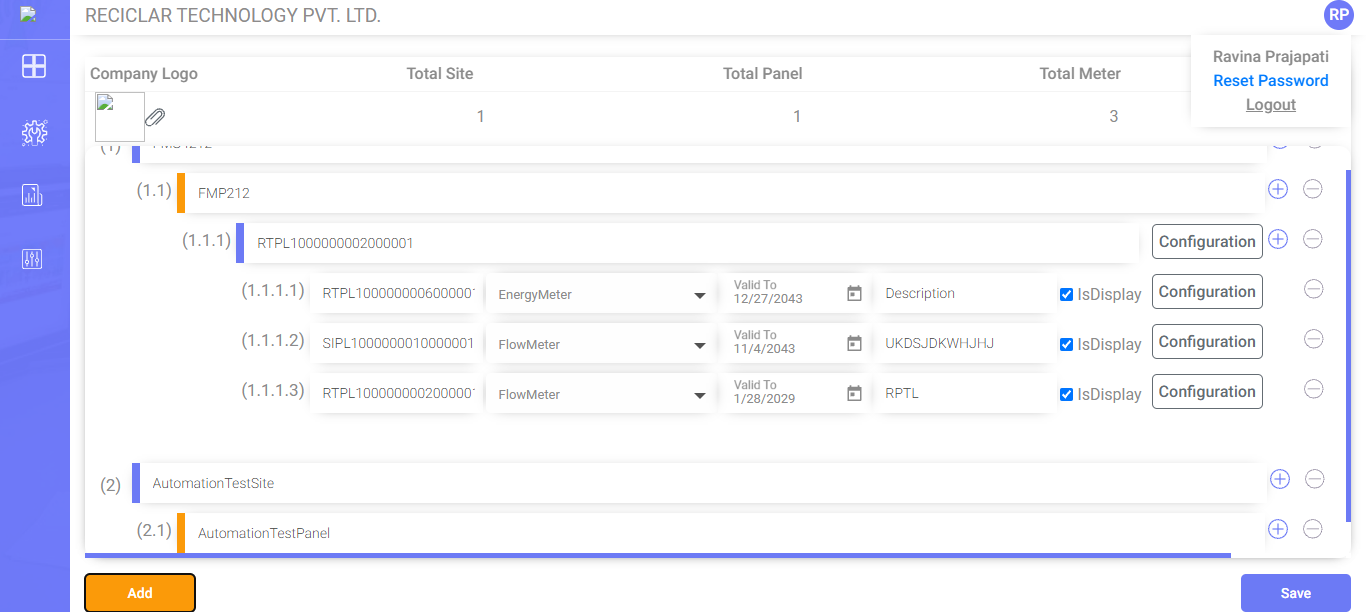 RECICLAR TECHNOLOGY PVT. LTD.
RP
Ravina Prajapati
Reset Password
Logout
Company Logo Total Site Total Panel Total Meter
1 1 3
(1)
(1.1) FMP212
(1.1.1) RTPL1000000002000001 Configuration
(1.1.1.1) RTPL100000000600000 EnergyMeter Valid To 12/27/2043 Description IsDisplay Configuration
(1.1.1.2) SIPL1000000010000001 FlowMeter Valid To 11/4/2043 UKDSJDKWHJHJ IsDisplay Configuration
(1.1.1.3) RTPL100000000200000 FlowMeter Valid To 1/28/2029 RPTL IsDisplay Configuration
(2) AutomationTestSite
(2.1) AutomationTestPanel
Add Save